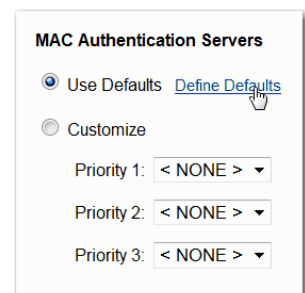 MAC Authentication Servers
Use Defaults Define Defaults
Customize
Priority 1: < NONE >
Priority 2: < NONE >
Priority 3: < NONE >